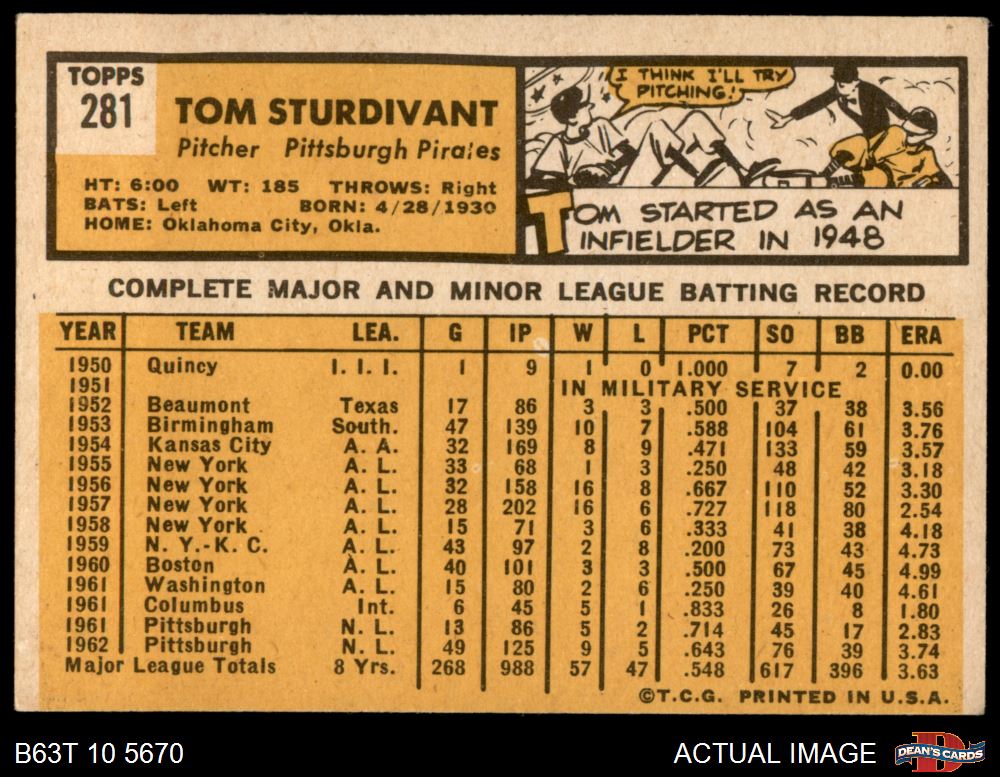 TOPPS
281
TOM STURDIVANT
Pitcher Pittsburgh Pirates
HT: 6:00 WT: 185 THROWS: Right
BATS: Left BORN: 4/28/1930
HOME: Oklahoma City, Okla.
I THINK I'LL TRY
PITCHING!
TOM STARTED AS AN
INFIELDER IN 1948
COMPLETE MAJOR AND MINOR LEAGUE BATTING RECORD
YEAR TEAM LEA. G IP W L PCT SO BB ERA
1950 Quincy I. I. I. 1 9 1 0 1.000 7 2 0.00
1951 IN MILITARY SERVICE
1952 Beaumont Texas 17 86 3 3 .500 37 38 3.56
1953 Birmingham South. 47 139 10 7 .588 104 61 3.76
1954 Kansas City A. A. 32 169 8 9 .471 133 59 3.57
1955 New York A. L. 33 68 1 3 .250 48 42 3.18
1956 New York A. L. 32 158 16 8 .667 110 52 3.30
1957 New York A. L. 28 202 16 6 .727 118 80 2.54
1958 New York A. L. 15 71 3 6 .333 41 38 4.18
1959 N. Y.-K. C. A. L. 43 97 2 8 .200 73 43 4.73
1960 Boston A. L. 40 101 3 3 .500 67 45 4.99
1961 Washington A. L. 15 80 2 6 .250 39 40 4.61
1961 Columbus Int. 6 45 5 1 .833 26 8 1.80
1961 Pittsburgh N. L. 13 86 5 2 .714 45 17 2.83
1962 Pittsburgh N. L. 49 125 9 5 .643 76 39 3.74
Major League Totals 8 Yrs. 268 988 57 47 .548 617 396 3.63
©T.C.G. PRINTED IN U.S.A.
B63T 10 5670 ACTUAL IMAGE DEAN'S CARDS